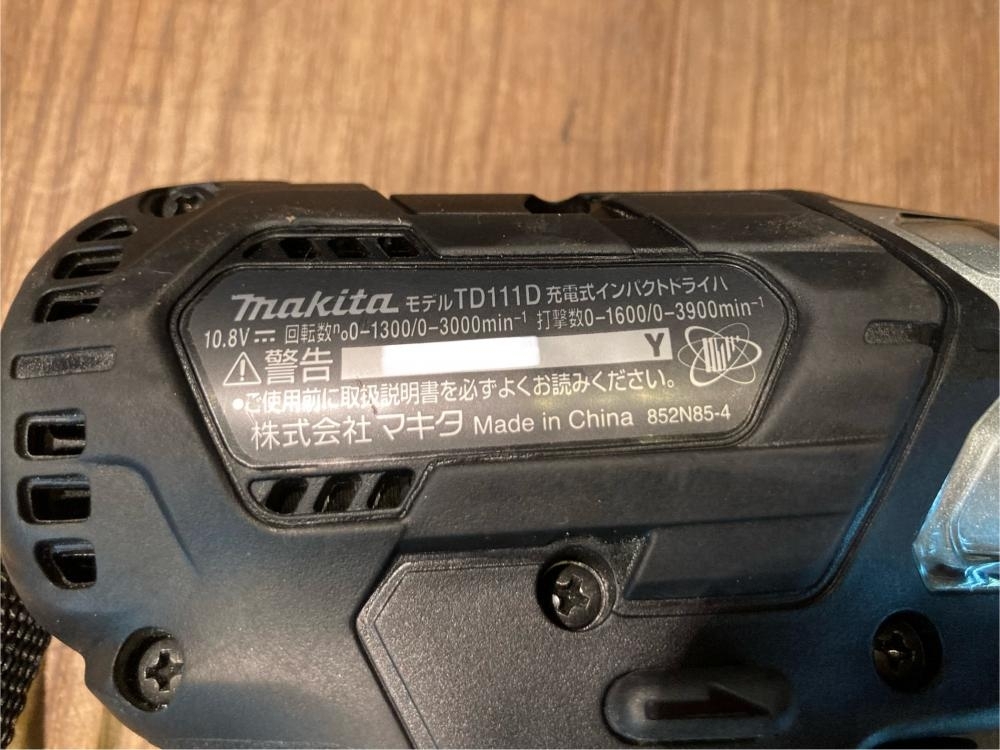 makita モデルTD111D 充電式インパクトドライバ
10.8V⎓ 回転数n₀0-1300/0-3000min⁻¹ 打撃数0-1600/0-3900min⁻¹
⚠警告 Y
●ご使用前に取扱説明書を必ずよくお読みください。
株式会社マキタ Made in China 852N85-4